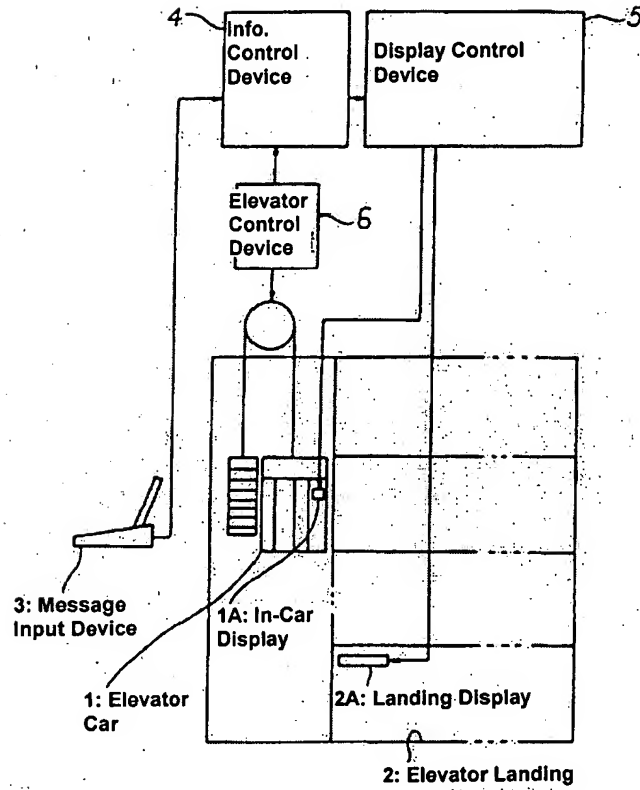 4
Info.
Control
Device
5
Display Control
Device
Elevator
Control
Device
6
3: Message
Input Device
1A: In-Car
Display
1: Elevator
Car
2A: Landing Display
2: Elevator Landing